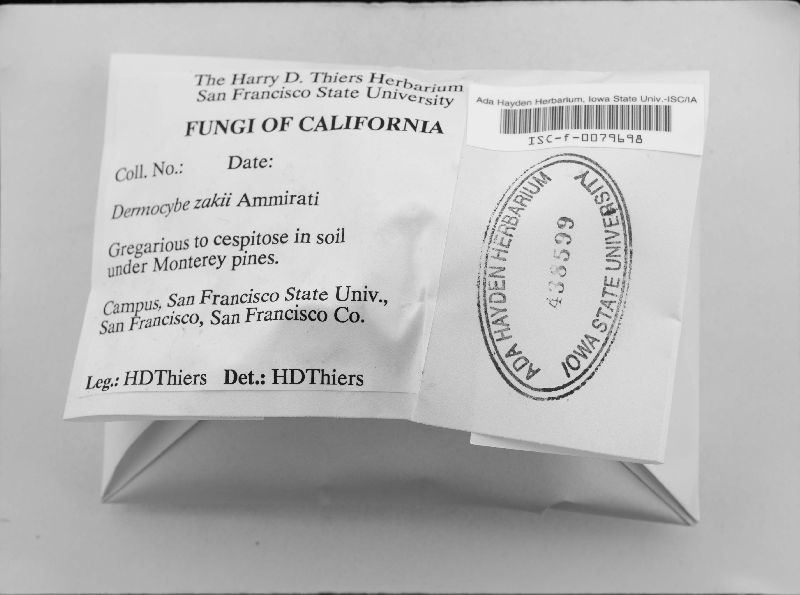 The Harry D. Thiers Herbarium
San Francisco State University
FUNGI OF CALIFORNIA
Coll. No.: Date:
Dermocybe zakii Ammirati
Gregarious to cespitose in soil
under Monterey pines.
Campus, San Francisco State Univ.,
San Francisco, San Francisco Co.
Leg.: HDThiers Det.: HDThiers
Ada Hayden Herbarium, Iowa State Univ.-ISC/IA
ISC-f-0079698
ADA HAYDEN HERBARIUM
438599
IOWA STATE UNIVERSITY